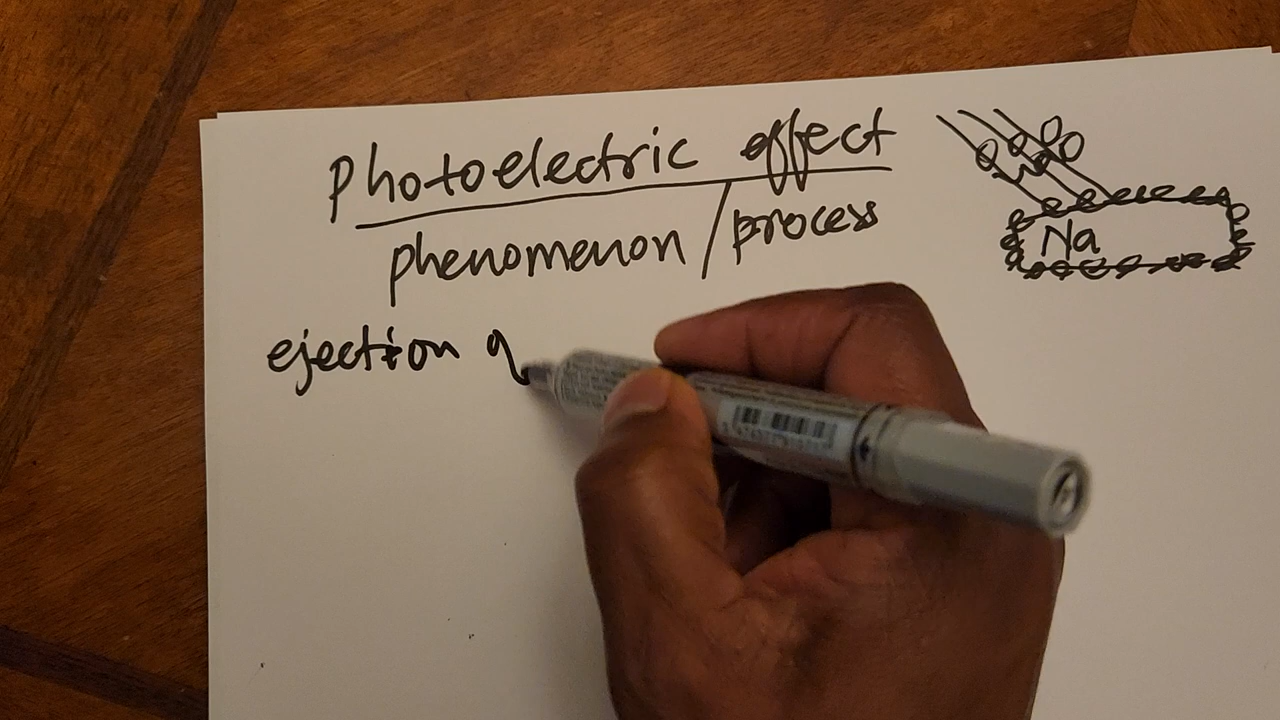 Photoelectric effect
phenomenon/process
Na
ejection